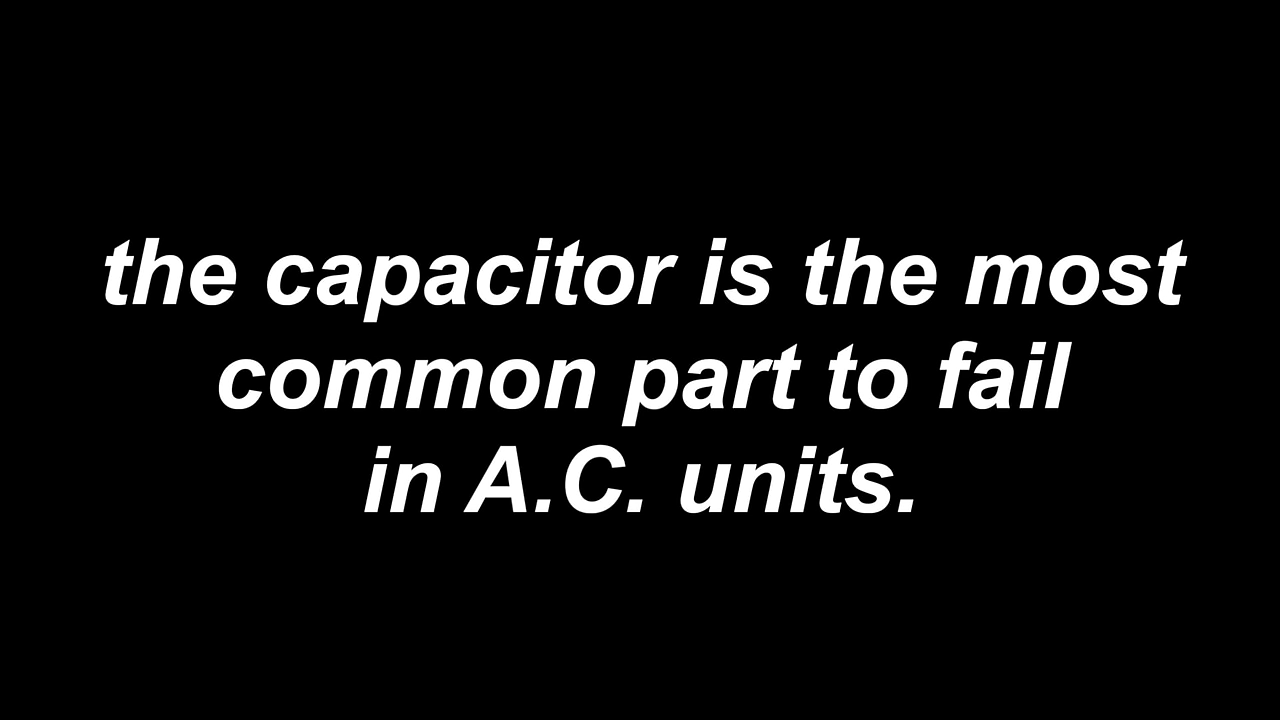 the capacitor is the most
common part to fail
in A.C. units.